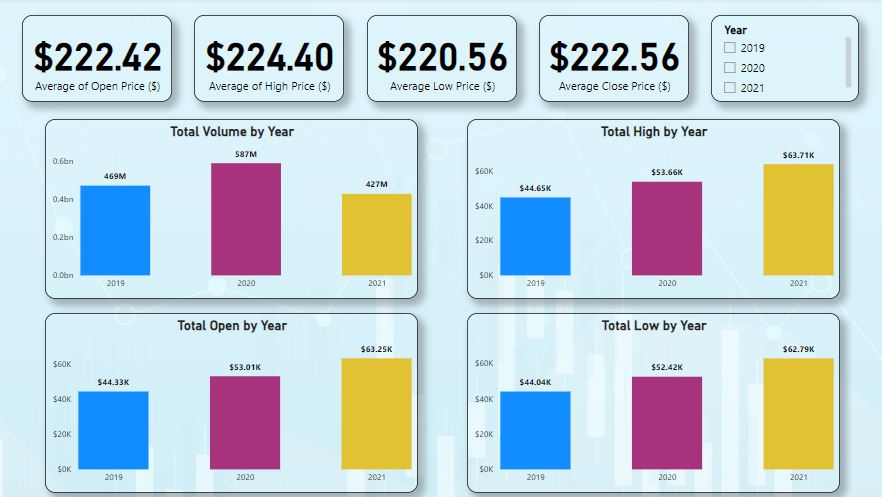 $222.42
Average of Open Price ($)
$224.40
Average of High Price ($)
$220.56
Average Low Price ($)
$222.56
Average Close Price ($)
Year
2019
2020
2021
Total Volume by Year
0.6bn
0.4bn
0.2bn
0.0bn
469M
587M
427M
2019
2020
2021
Total High by Year
$60K
$40K
$20K
$0K
$44.65K
$53.66K
$63.71K
2019
2020
2021
Total Open by Year
$60K
$40K
$20K
$0K
$44.33K
$53.01K
$63.25K
2019
2020
2021
Total Low by Year
$60K
$40K
$20K
$0K
$44.04K
$52.42K
$62.79K
2019
2020
2021